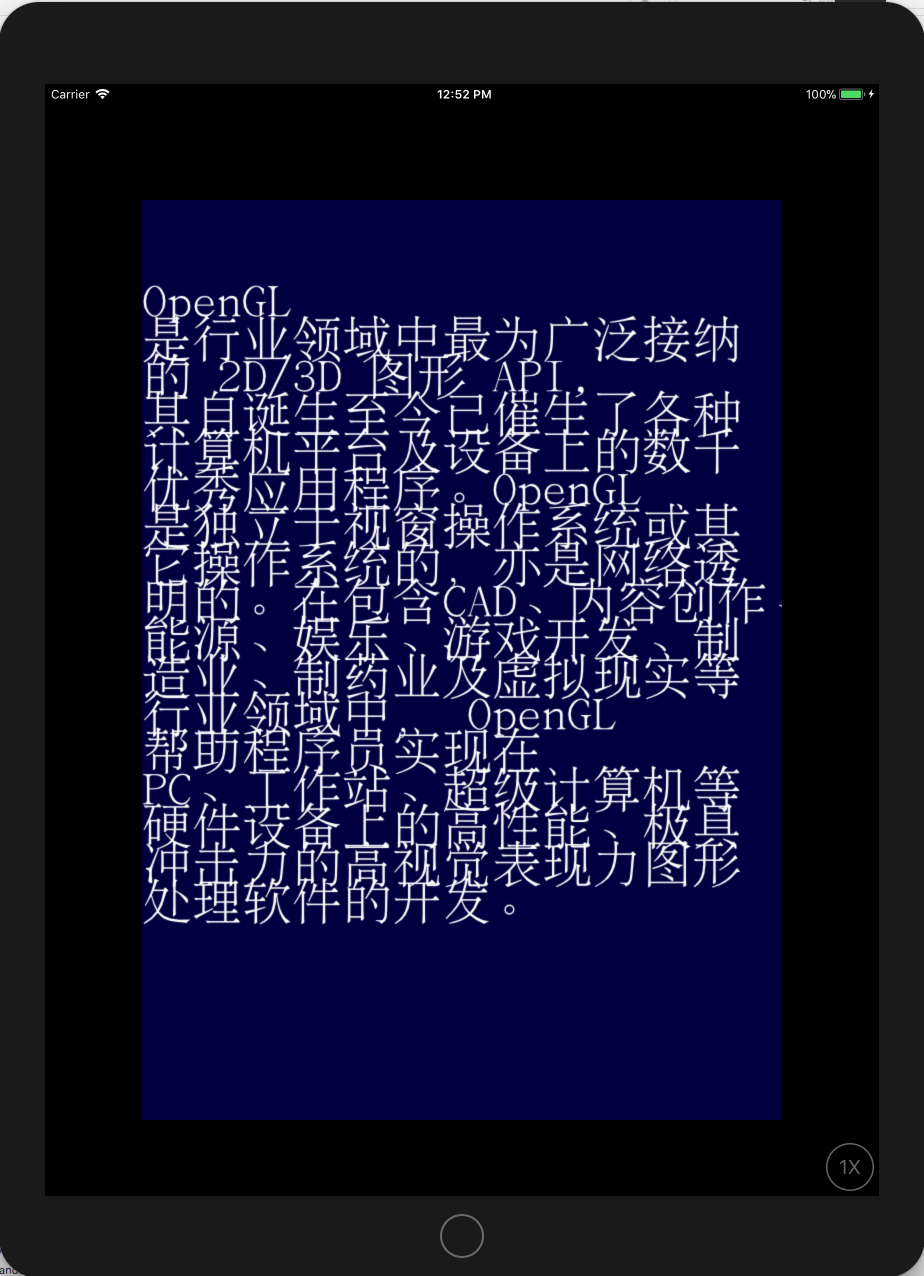 Carrier
12:52 PM
100%
OpenGL
是行业领域中最为广泛接纳
的 2D/3D 图形 API,
其自诞生至今已催生了各种
计算机平台及设备上的数千
优秀应用程序。OpenGL
是独立于视窗操作系统或其
它操作系统的,亦是网络透
明的。在包含CAD、内容创作、
能源、娱乐、游戏开发、制
造业、制药业及虚拟现实等
行业领域中, OpenGL
帮助程序员实现在
PC、工作站、超级计算机等
硬件设备上的高性能、极具
冲击力的高视觉表现力图形
处理软件的开发。
1X